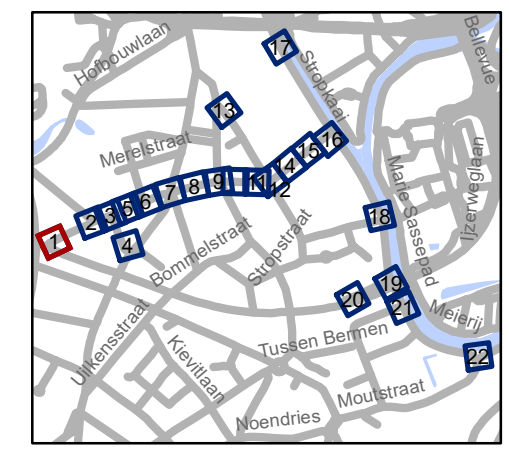 Hofbouwlaan
17
Bellevue
Stropkaai
13
Merelstraat
16
15
14
12
11
9
8
7
6
5
3
2
1
4
Marie Sassepad
Ijzerweglaan
18
Bommelstraat
Stropstraat
19
20
21
Meierij
Tussen Bermen
Uilkensstraat
Kievitlaan
22
Moutstraat
Noendries